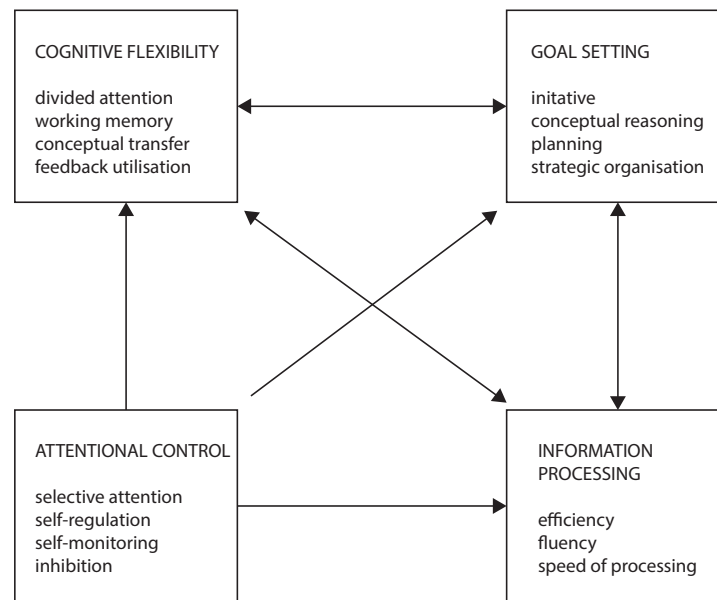 COGNITIVE FLEXIBILITY
divided attention
working memory
conceptual transfer
feedback utilisation
GOAL SETTING
initative
conceptual reasoning
planning
strategic organisation
ATTENTIONAL CONTROL
selective attention
self-regulation
self-monitoring
inhibition
INFORMATION
PROCESSING
efficiency
fluency
speed of processing